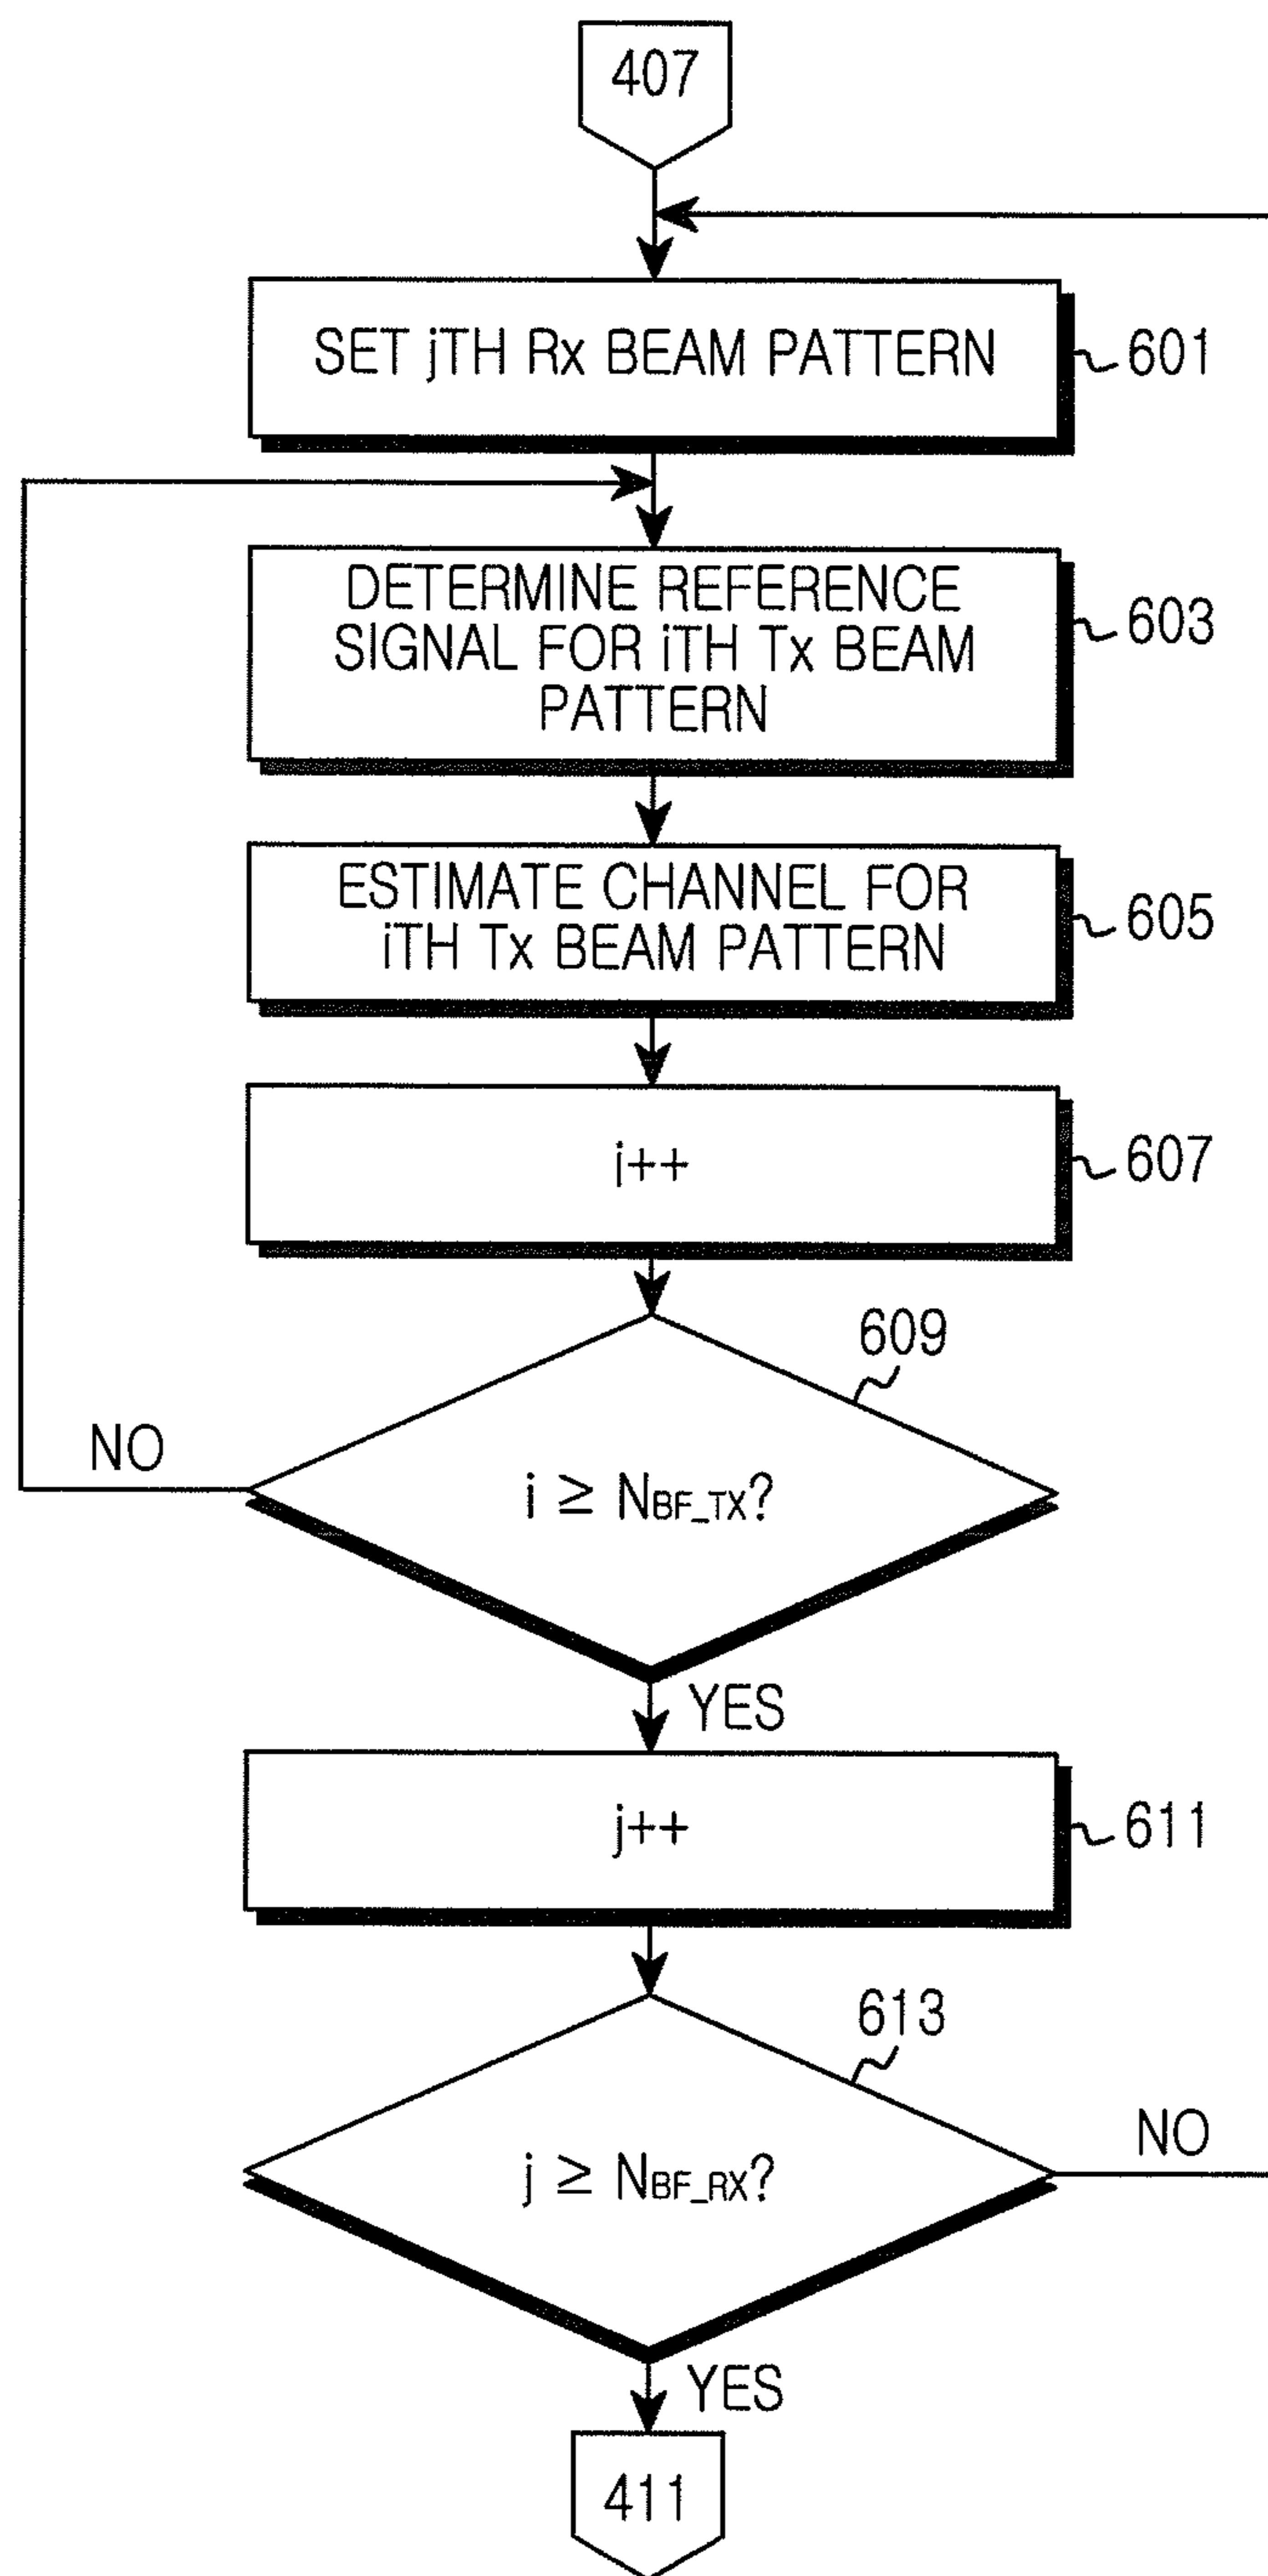 407
SET jTH Rx BEAM PATTERN
601
DETERMINE REFERENCE
SIGNAL FOR iTH Tx BEAM
PATTERN
603
ESTIMATE CHANNEL FOR
iTH Tx BEAM PATTERN
605
i++
607
609
NO
i ≥ NBF_TX?
YES
j++
611
613
NO
j ≥ NBF_RX?
YES
411